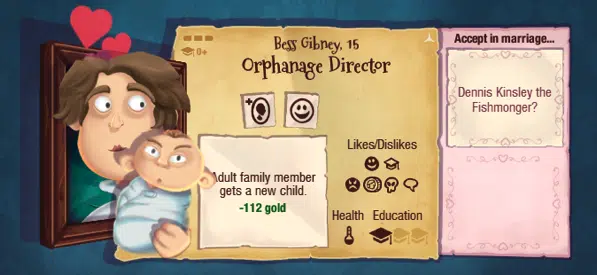 Bess Gibney, 15
0+
Orphanage Director
Adult family member
gets a new child.
-112 gold
Likes/Dislikes
Health Education
Accept in marriage...
Dennis Kinsley the
Fishmonger?